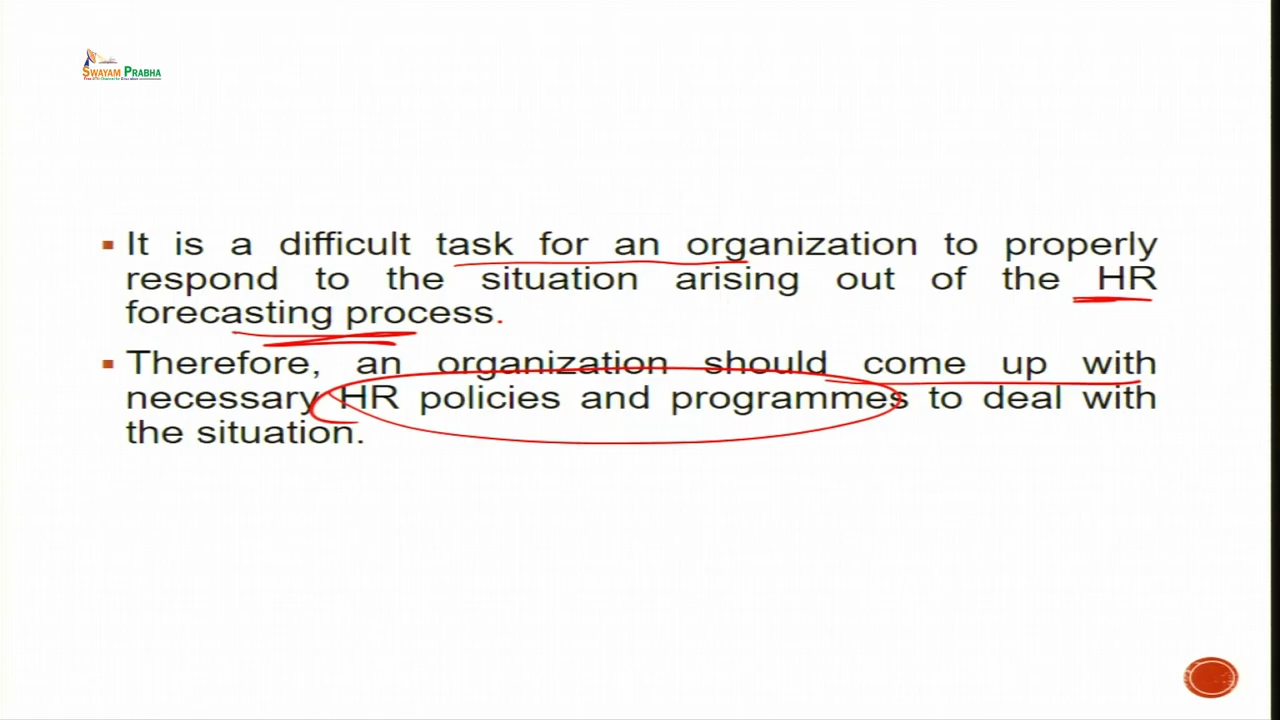 SWAYAM PRABHA
It is a difficult task for an organization to properly
respond to the situation arising out of the HR
forecasting process.
Therefore, an organization should come up with
necessary HR policies and programmes to deal with
the situation.